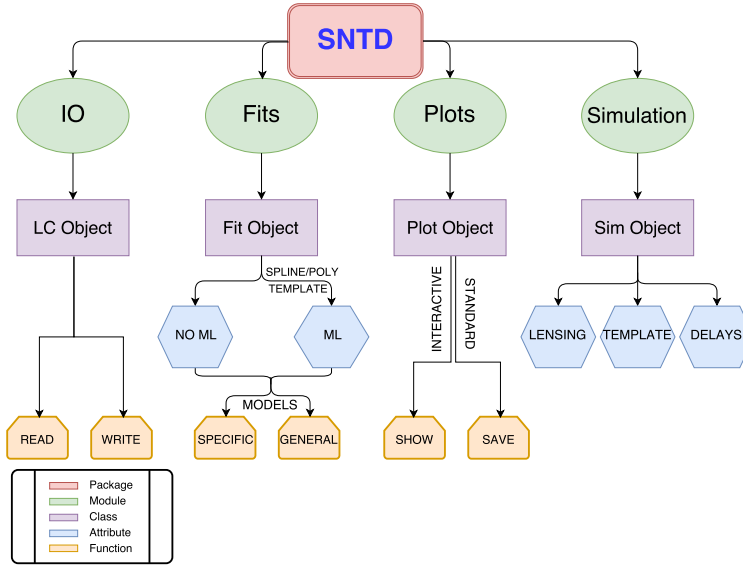 SNTD
IO
Fits
Plots
Simulation
LC Object
Fit Object
Plot Object
Sim Object
SPLINE/POLY
TEMPLATE
INTERACTIVE
STANDARD
NO ML
ML
LENSING
TEMPLATE
DELAYS
MODELS
READ
WRITE
SPECIFIC
GENERAL
SHOW
SAVE
Package
Module
Class
Attribute
Function